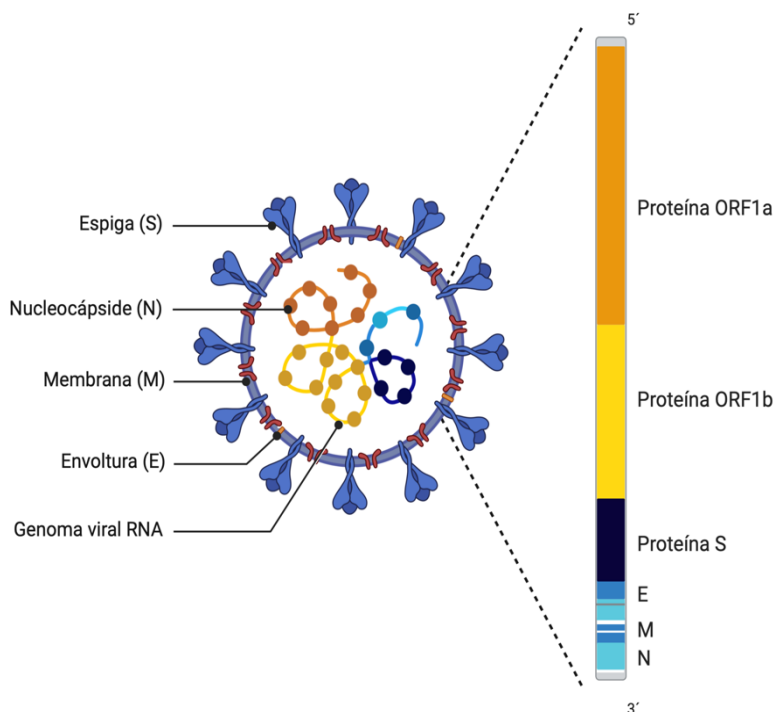 5´
Espiga (S)
Nucleocápside (N)
Membrana (M)
Envoltura (E)
Genoma viral RNA
Proteína ORF1a
Proteína ORF1b
Proteína S
E
M
N
3´